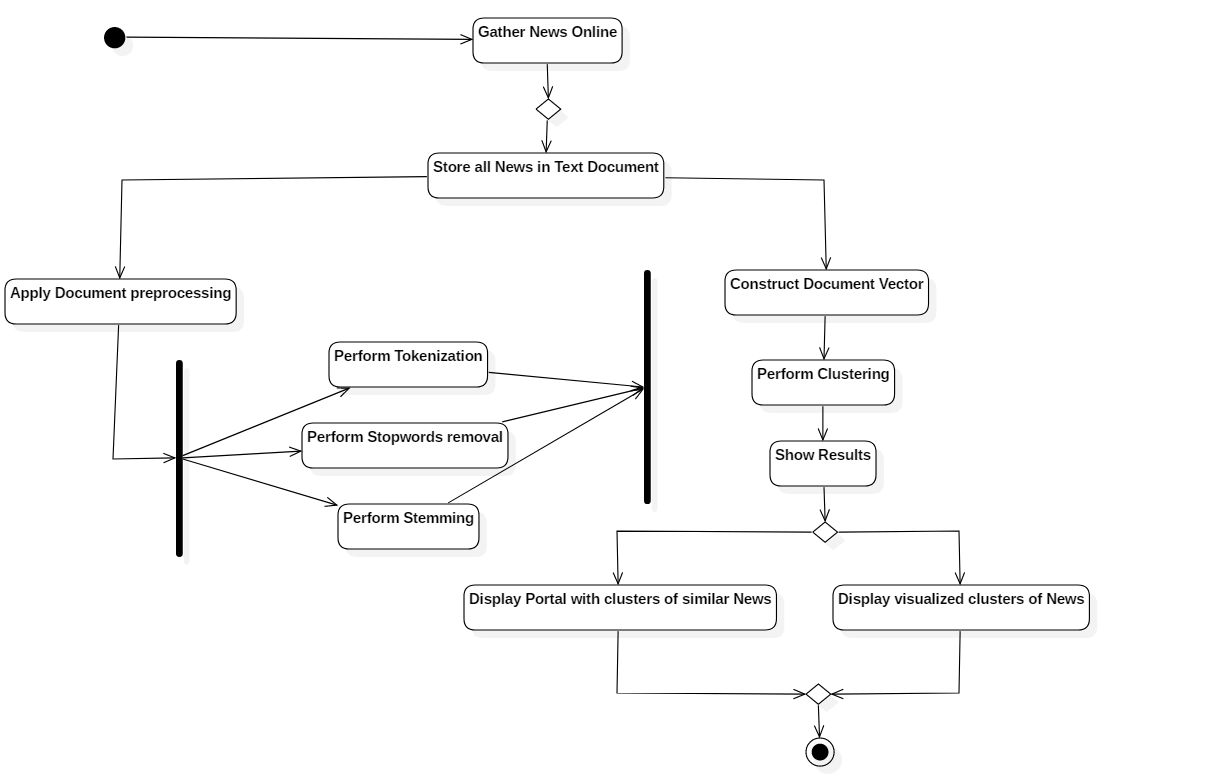 Gather News Online
Store all News in Text Document
Apply Document preprocessing
Construct Document Vector
Perform Tokenization
Perform Clustering
Perform Stopwords removal
Show Results
Perform Stemming
Display Portal with clusters of similar News
Display visualized clusters of News